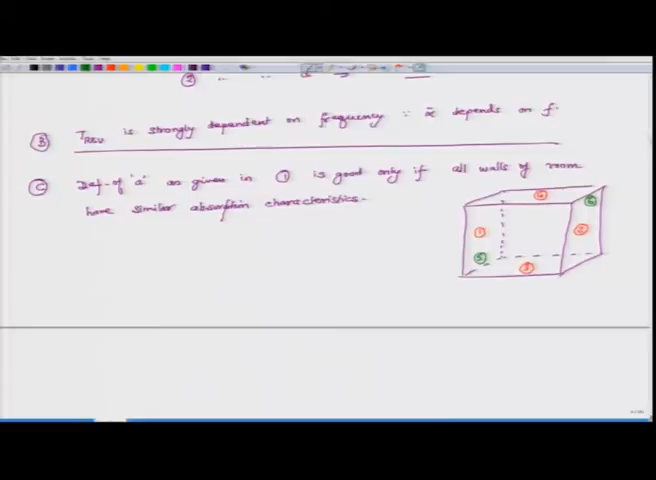 ②
Ⓑ T_REV is strongly dependent on frequency ∵ ᾱ depends on f.
Ⓒ Def. of 'a' as given in ① is good only if all walls of room
have similar absorption characteristics.
④
⑥
① ②
⑤
③